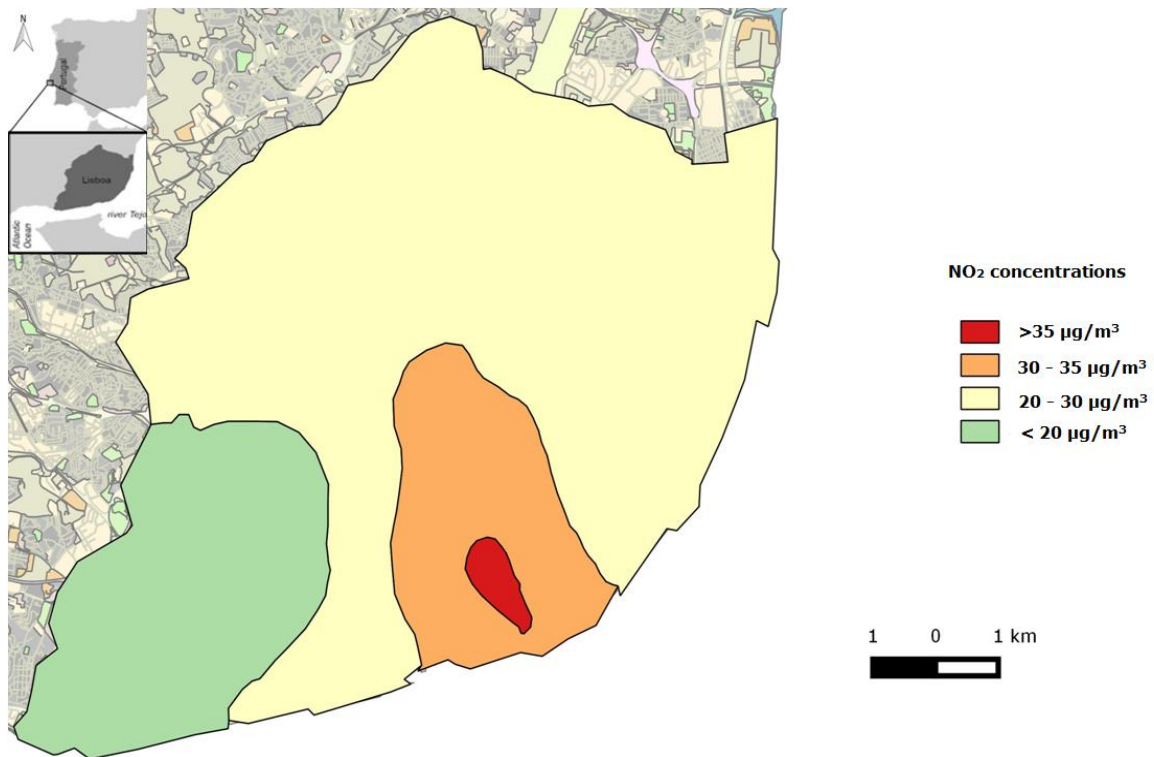 N
Portugal
Lisboa
river Tejo
Atlantic
Ocean
NO₂ concentrations
>35 µg/m³
30 - 35 µg/m³
20 - 30 µg/m³
< 20 µg/m³
1 0 1 km